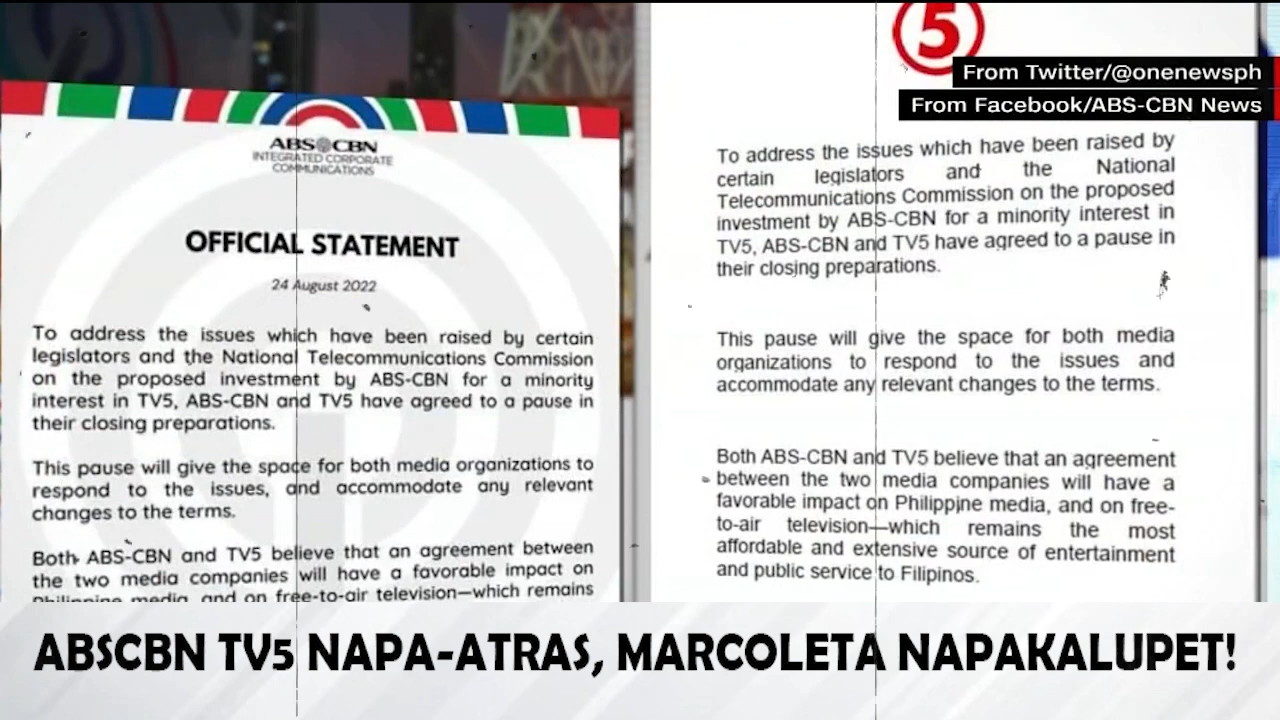 ABS-CBN
INTEGRATED CORPORATE
COMMUNICATIONS
OFFICIAL STATEMENT
24 August 2022
To address the issues which have been raised by certain
legislators and the National Telecommunications Commission
on the proposed investment by ABS-CBN for a minority
interest in TV5, ABS-CBN and TV5 have agreed to a pause in
their closing preparations.
This pause will give the space for both media organizations to
respond to the issues, and accommodate any relevant
changes to the terms.
Both ABS-CBN and TV5 believe that an agreement between
the two media companies will have a favorable impact on
Philippine media, and on free-to-air television—which remains
5
From Twitter/@onenewsph
From Facebook/ABS-CBN News
To address the issues which have been raised by
certain legislators and the National
Telecommunications Commission on the proposed
investment by ABS-CBN for a minority interest in
TV5, ABS-CBN and TV5 have agreed to a pause in
their closing preparations.
This pause will give the space for both media
organizations to respond to the issues and
accommodate any relevant changes to the terms.
Both ABS-CBN and TV5 believe that an agreement
between the two media companies will have a
favorable impact on Philippine media, and on free-
to-air television—which remains the most
affordable and extensive source of entertainment
and public service to Filipinos.
ABSCBN TV5 NAPA-ATRAS, MARCOLETA NAPAKALUPET!